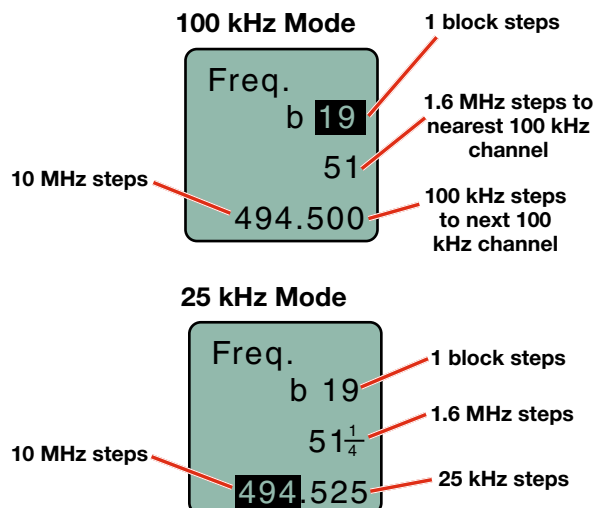 100 kHz Mode
1 block steps
Freq.
b 19
1.6 MHz steps to
nearest 100 kHz
channel
51
10 MHz steps
494.500
100 kHz steps
to next 100
kHz channel
25 kHz Mode
Freq.
1 block steps
b 19
1.6 MHz steps
51 1/4
10 MHz steps
494.525
25 kHz steps